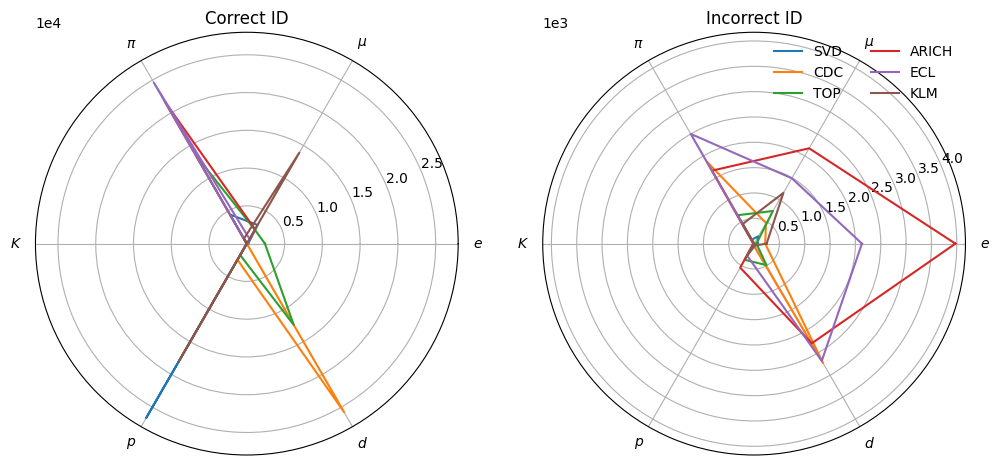 Correct ID
1e4
e
μ
π
K
p
d
0.5
1.0
1.5
2.0
2.5
Incorrect ID
1e3
e
μ
π
K
p
d
0.5
1.0
1.5
2.0
2.5
3.0
3.5
4.0
SVD
CDC
TOP
ARICH
ECL
KLM